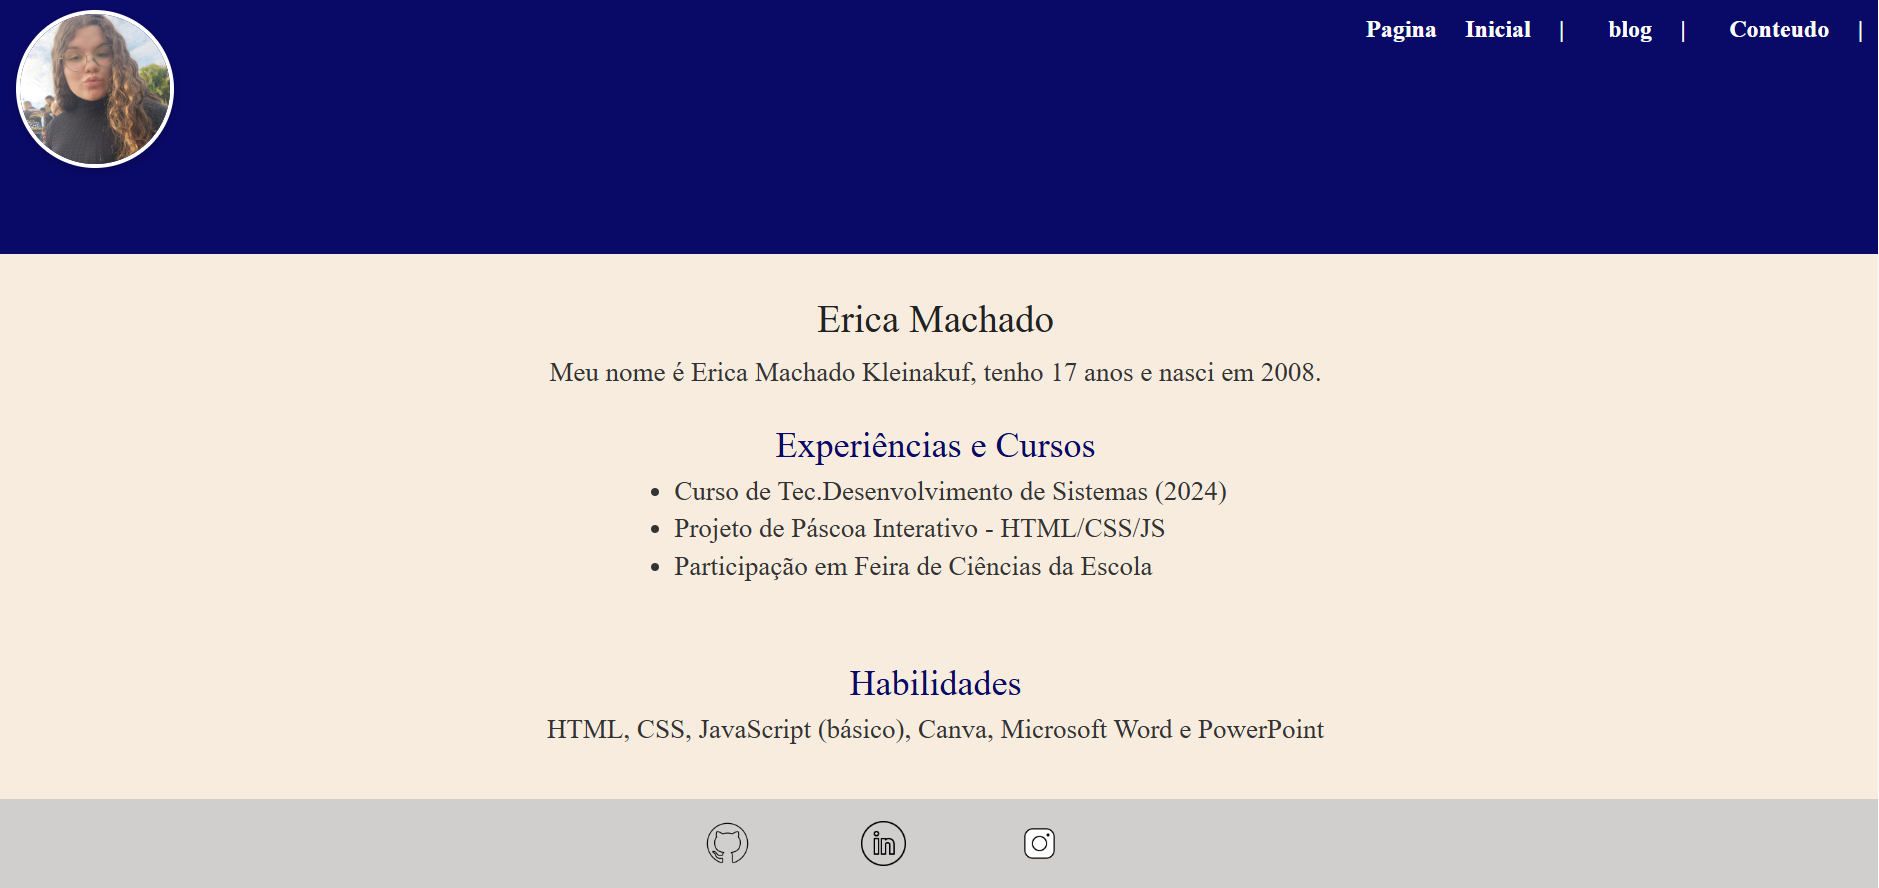 Pagina Inicial | blog | Conteudo |
Erica Machado
Meu nome é Erica Machado Kleinakuf, tenho 17 anos e nasci em 2008.
Experiências e Cursos
• Curso de Tec.Desenvolvimento de Sistemas (2024)
• Projeto de Páscoa Interativo - HTML/CSS/JS
• Participação em Feira de Ciências da Escola
Habilidades
HTML, CSS, JavaScript (básico), Canva, Microsoft Word e PowerPoint
in